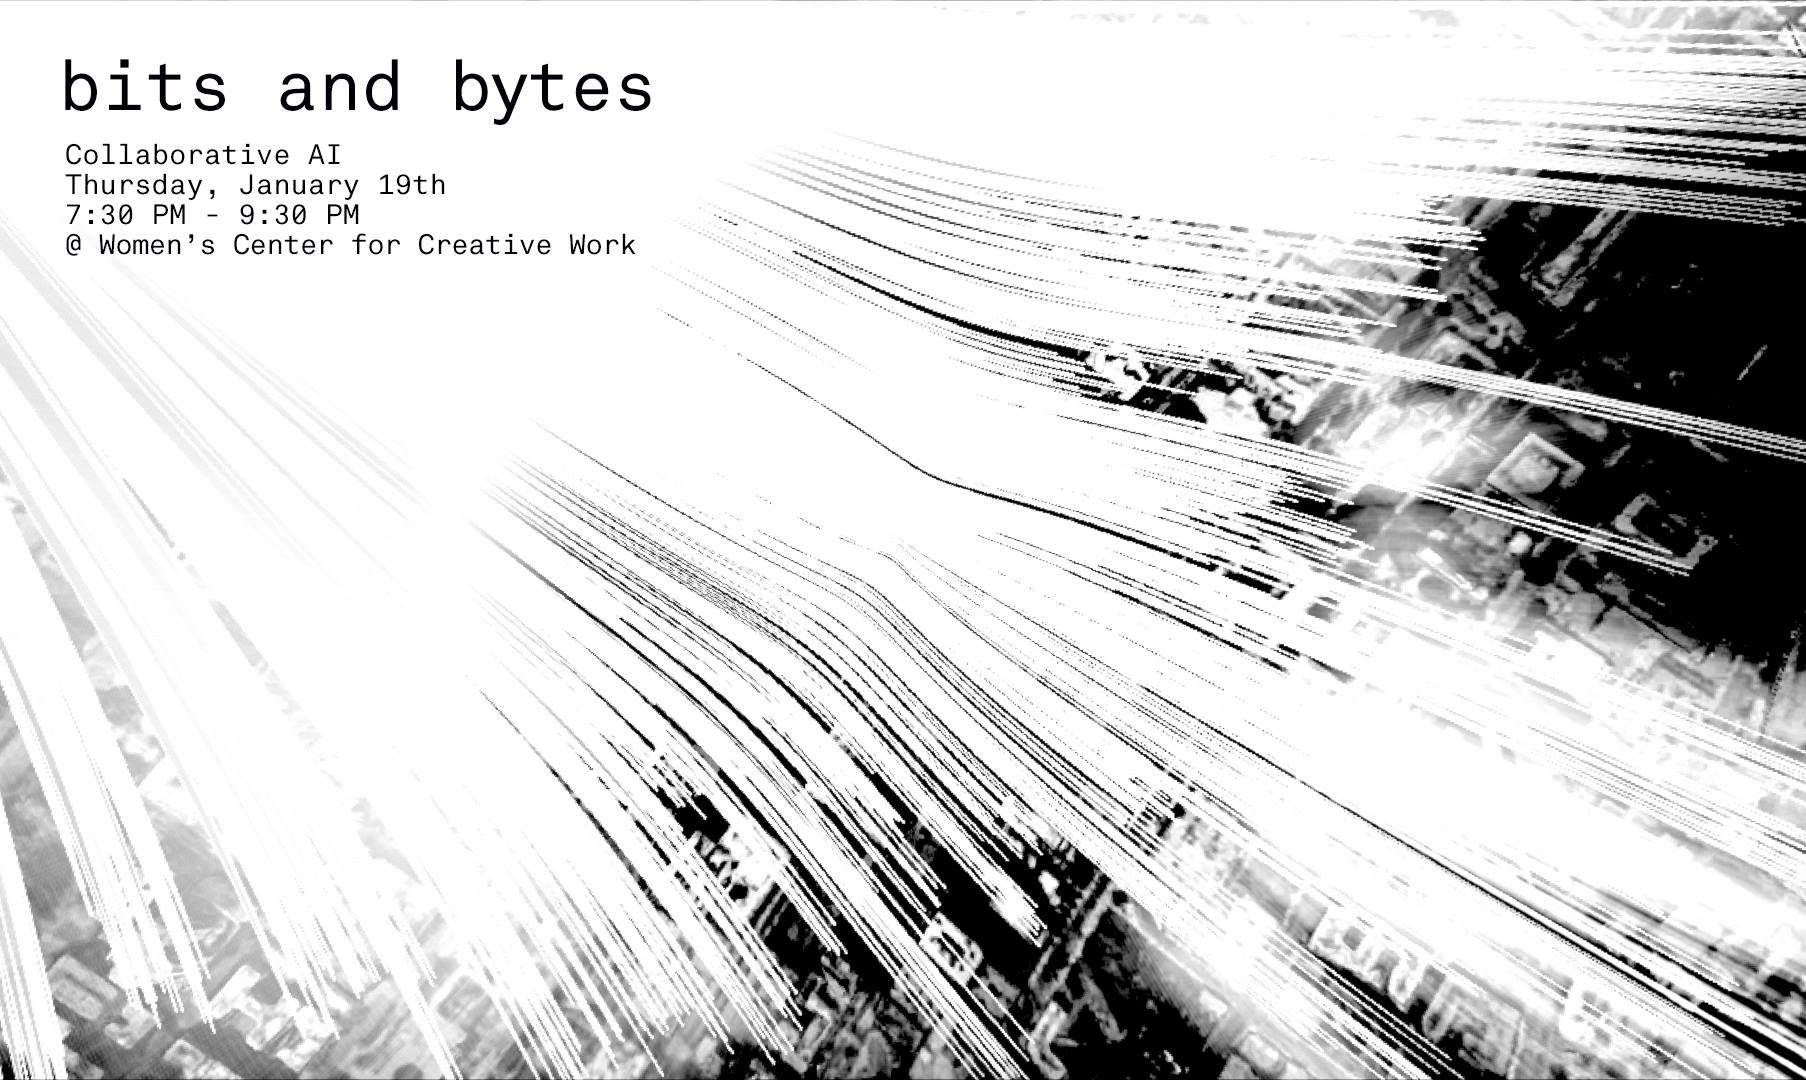 bits and bytes
Collaborative AI
Thursday, January 19th
7:30 PM - 9:30 PM
@ Women’s Center for Creative Work